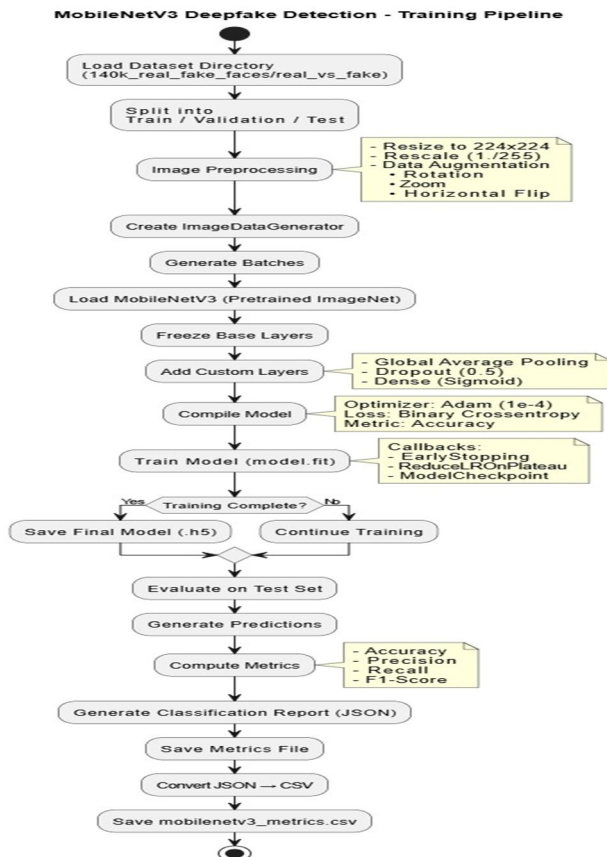 MobileNetV3 Deepfake Detection - Training Pipeline
Load Dataset Directory
(140k_real_fake_faces/real_vs_fake)
Split into
Train / Validation / Test
Image Preprocessing
- Resize to 224x224
- Rescale (1./255)
- Data Augmentation
• Rotation
• Zoom
• Horizontal Flip
Create ImageDataGenerator
Generate Batches
Load MobileNetV3 (Pretrained ImageNet)
Freeze Base Layers
Add Custom Layers
- Global Average Pooling
- Dropout (0.5)
- Dense (Sigmoid)
Compile Model
Optimizer: Adam (1e-4)
Loss: Binary Crossentropy
Metric: Accuracy
Train Model (model.fit)
Callbacks:
- EarlyStopping
- ReduceLROnPlateau
- ModelCheckpoint
Yes
Training Complete?
No
Save Final Model (.h5)
Continue Training
Evaluate on Test Set
Generate Predictions
Compute Metrics
- Accuracy
- Precision
- Recall
- F1-Score
Generate Classification Report (JSON)
Save Metrics File
Convert JSON → CSV
Save mobilenetv3_metrics.csv